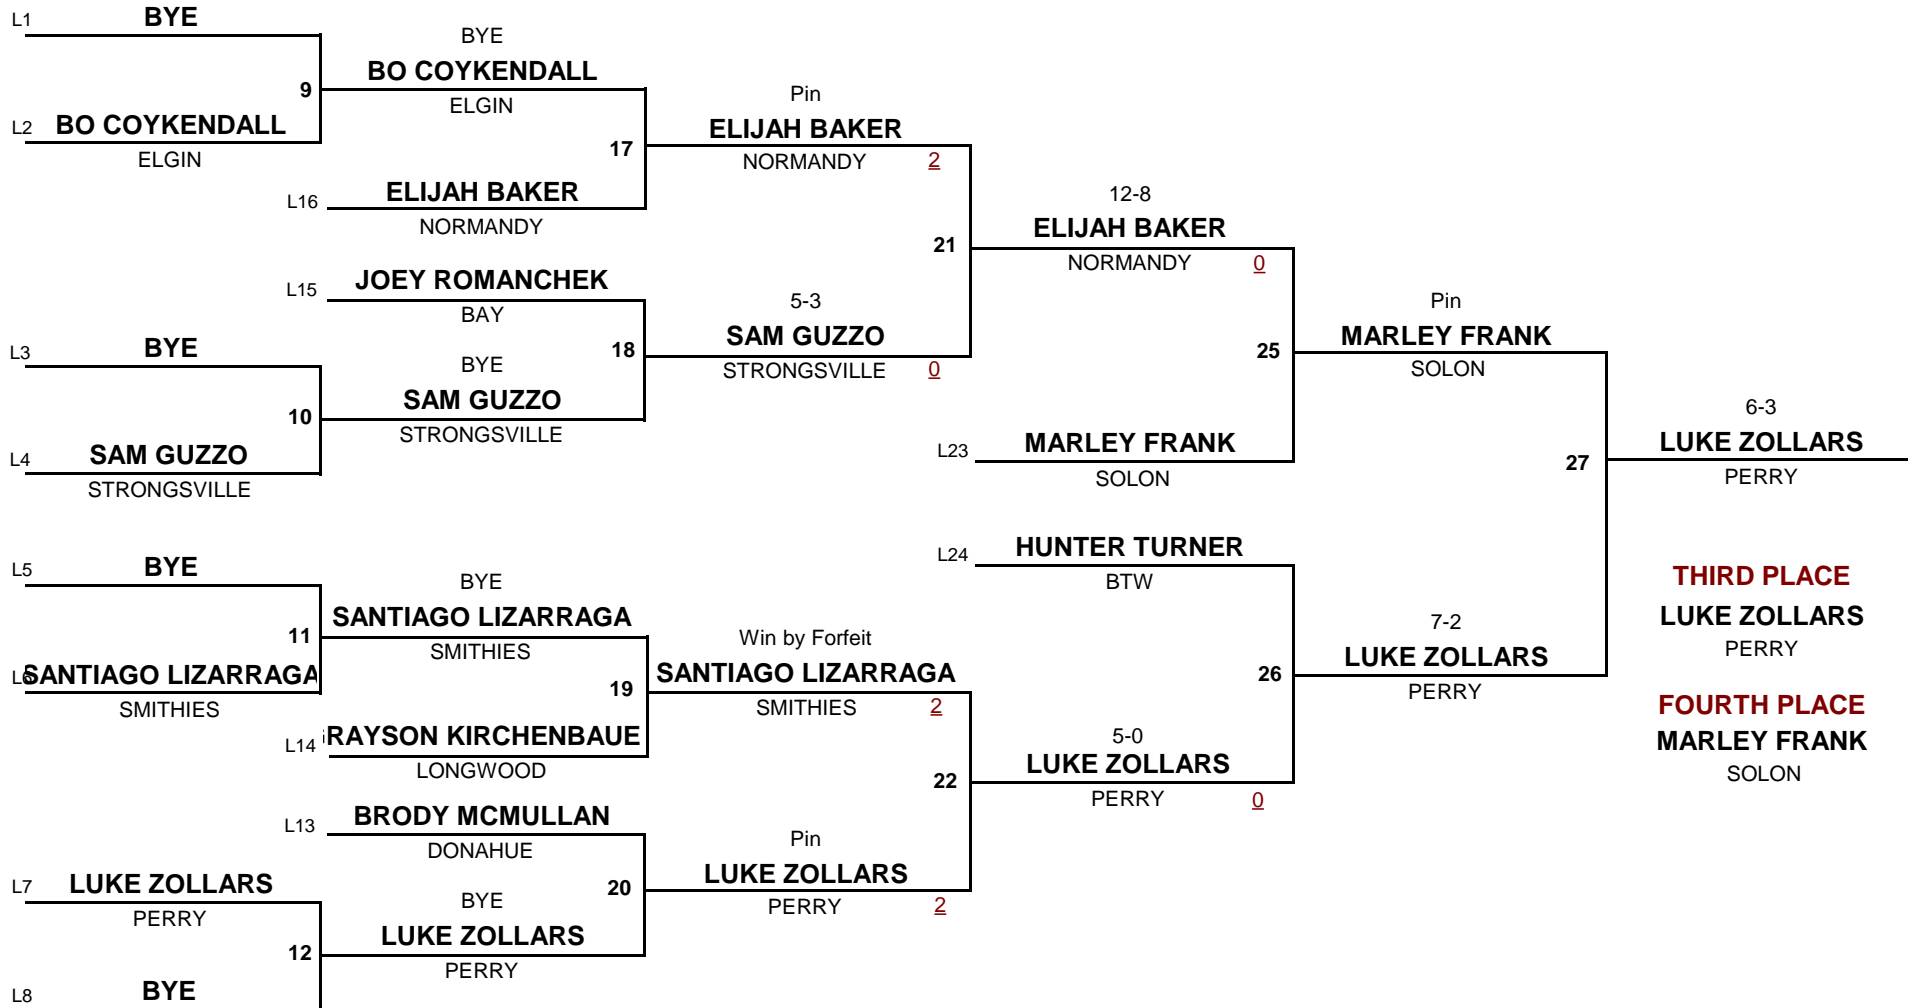 L1 BYE
BYE
BO COYKENDALL
9
ELGIN
L2 BO COYKENDALL
ELGIN
Pin
ELIJAH BAKER
17
NORMANDY 2
L16 ELIJAH BAKER
NORMANDY
12-8
ELIJAH BAKER
21
NORMANDY 0
L15 JOEY ROMANCHEK
BAY
5-3
SAM GUZZO
18
STRONGSVILLE 0
L3 BYE
BYE
SAM GUZZO
10
STRONGSVILLE
L4 SAM GUZZO
STRONGSVILLE
Pin
MARLEY FRANK
25
SOLON
L23 MARLEY FRANK
SOLON
6-3
LUKE ZOLLARS
27
PERRY
L24 HUNTER TURNER
BTW
L5 BYE
BYE
SANTIAGO LIZARRAGA
11
SMITHIES
L6 SANTIAGO LIZARRAGA
SMITHIES
Win by Forfeit
SANTIAGO LIZARRAGA
19
SMITHIES 2
L14 GRAYSON KIRCHENBAUE
LONGWOOD
7-2
LUKE ZOLLARS
26
PERRY
5-0
LUKE ZOLLARS
22
PERRY 0
L13 BRODY MCMULLAN
DONAHUE
Pin
LUKE ZOLLARS
20
PERRY 2
L7 LUKE ZOLLARS
PERRY
BYE
LUKE ZOLLARS
12
PERRY
L8 BYE
THIRD PLACE
LUKE ZOLLARS
PERRY
FOURTH PLACE
MARLEY FRANK
SOLON